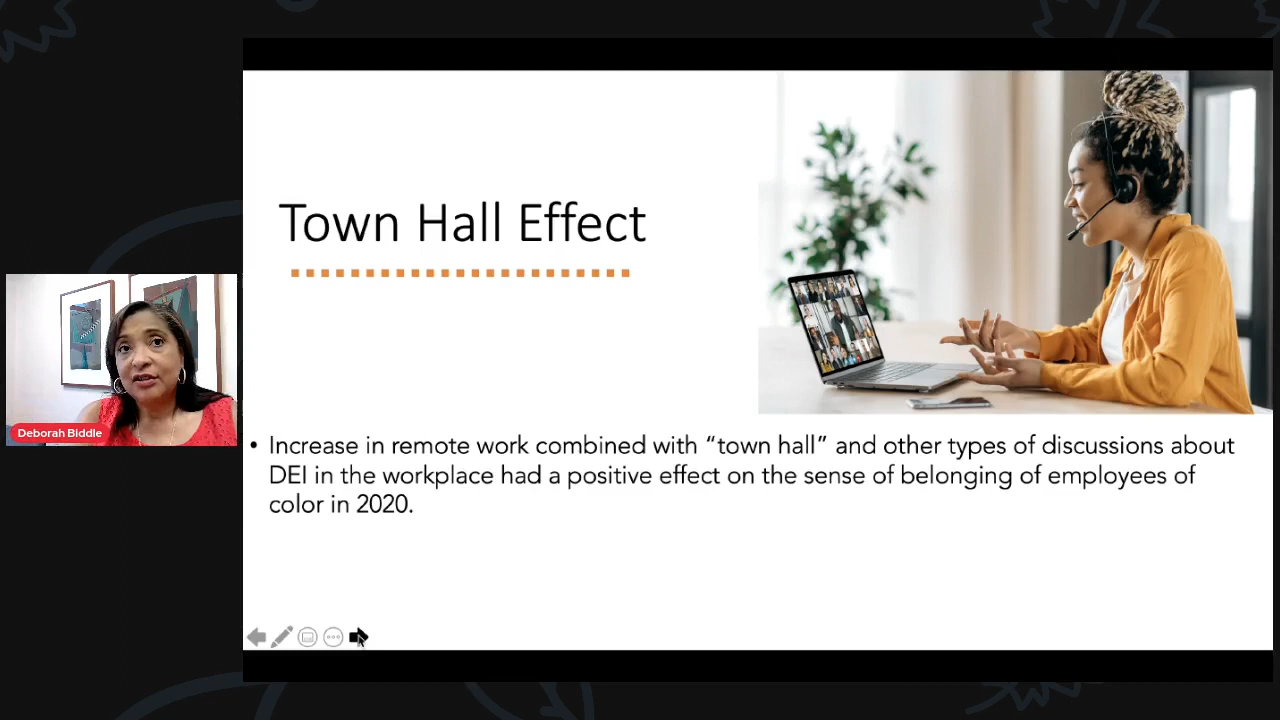 Town Hall Effect
Deborah Biddle
• Increase in remote work combined with “town hall” and other types of discussions about
DEI in the workplace had a positive effect on the sense of belonging of employees of
color in 2020.